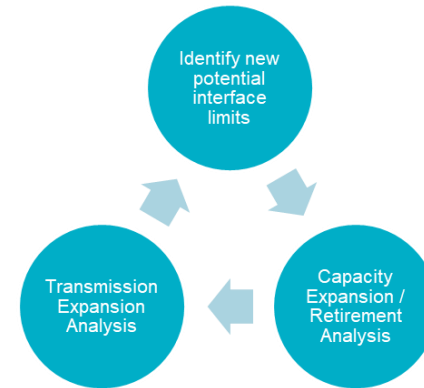 Identify new
potential
interface
limits
Transmission
Expansion
Analysis
Capacity
Expansion /
Retirement
Analysis